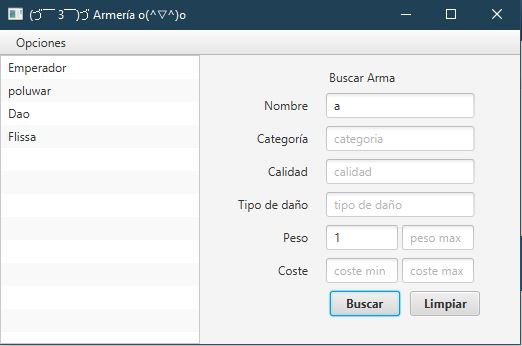 (づ￣ 3￣)づ Armería o(^▽^)o
Opciones
Emperador
poluwar
Dao
Flissa
Buscar Arma
Nombre a
Categoría categoria
Calidad calidad
Tipo de daño tipo de daño
Peso 1 peso max
Coste coste min coste max
Buscar Limpiar